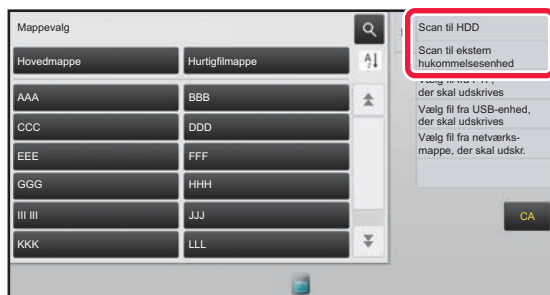 Mappevalg
Hovedmappe
Hurtigfilmappe
AAA
BBB
CCC
DDD
EEE
FFF
GGG
HHH
III III
JJJ
KKK
LLL
Scan til HDD
Scan til ekstern
hukommelsesenhed
der skal udskrives
Vælg fil fra USB-enhed,
der skal udskrives
Vælg fil fra netværks-
mappe, der skal udskr.
CA